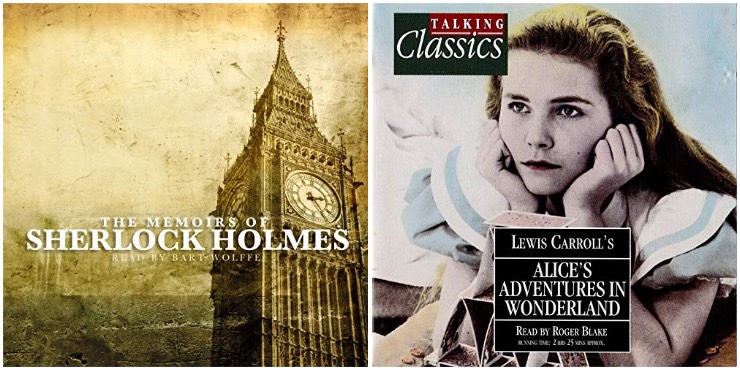 THE MEMOIRS OF
SHERLOCK HOLMES
READ BY BART WOLFFE
TALKING
Classics
LEWIS CARROLL'S
ALICE'S
ADVENTURES IN
WONDERLAND
READ BY ROGER BLAKE
RUNNING TIME: 2 HRS 25 MINS APPROX.